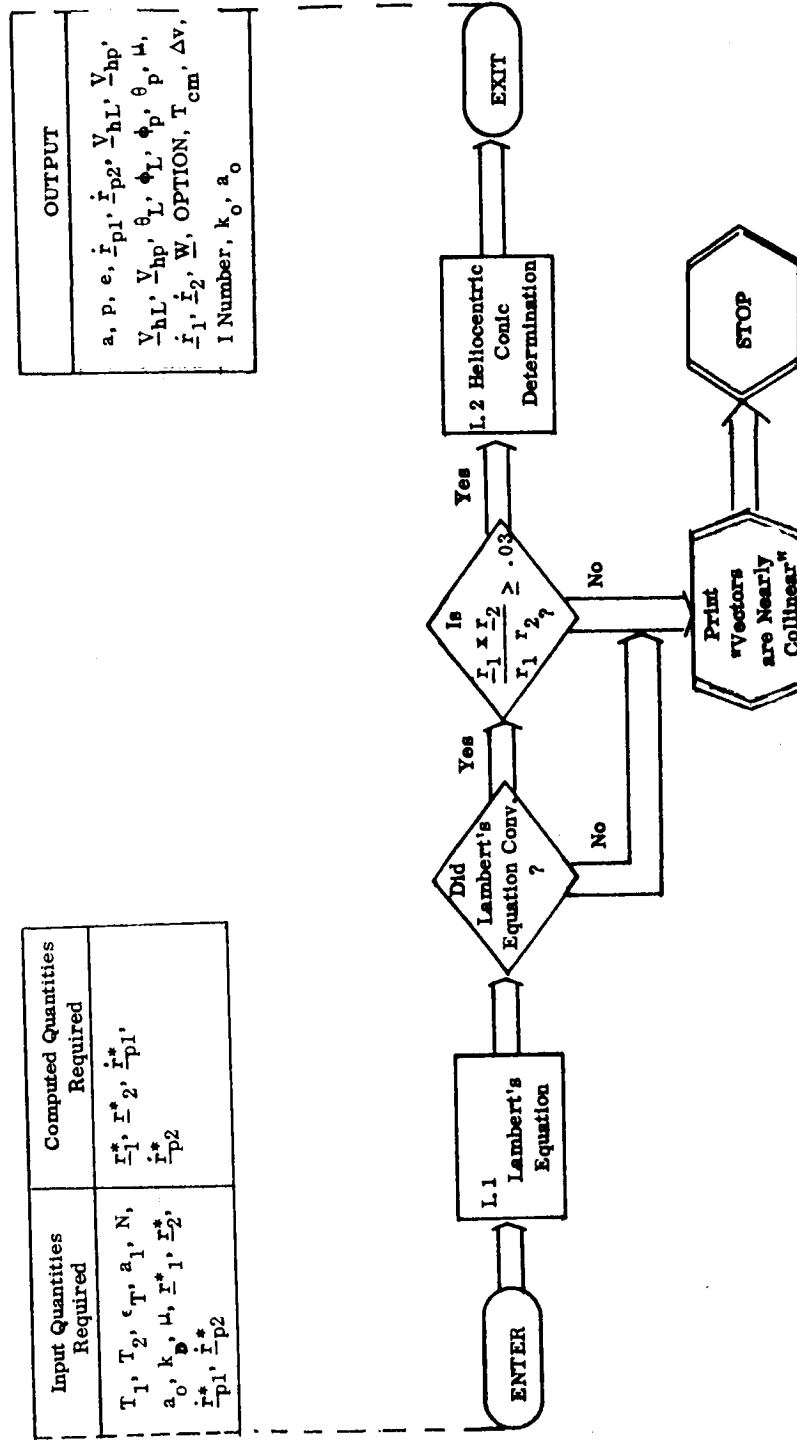 Input Quantities
Required
Computed Quantities
Required
T₁, T₂, ϵ_T, a₁, N,
a₀, k_D, μ, r*₁, r*₂,
ṙ*_p1, ṙ*_p2
r*₁, r*₂, ṙ*_p1,
ṙ*_p2
OUTPUT
a, p, e, ṙ_p1, ṙ_p2, V_hL, V_hp,
V_hL, V_hp, θ_L, ϕ_L, ϕ_p, θ_p, μ,
ṙ₁, ṙ₂, W, OPTION, T_cm, Δv,
I Number, k₀, a₀
ENTER
I.1
Lambert's
Equation
Did
Lambert's
Equation Conv.
?
Yes
No
Is
r₁ x r₂
r₁ r₂
≥ .03
?
Yes
No
I.2 Heliocentric
Conic
Determination
EXIT
Print
"Vectors
are Nearly
Collinear"
STOP